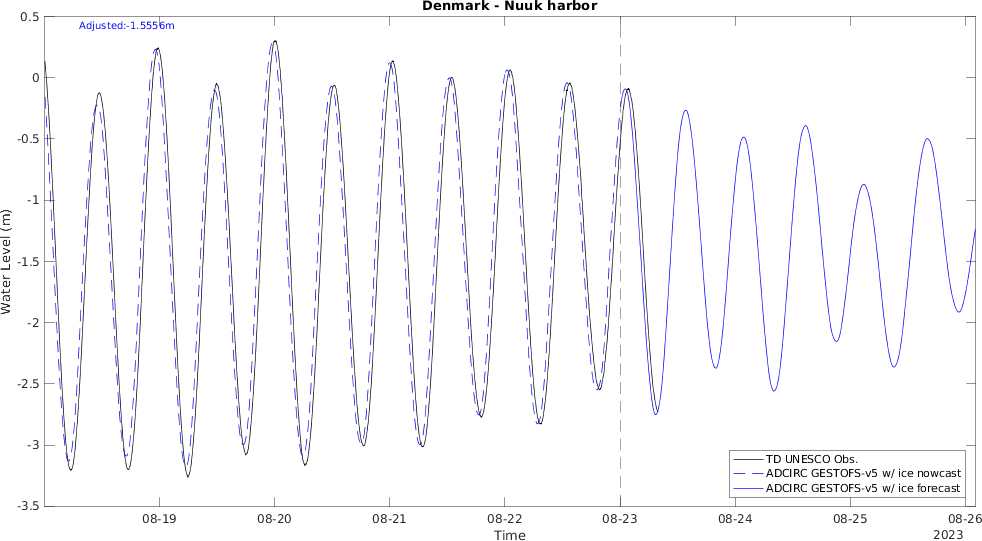 Denmark - Nuuk harbor
Adjusted:-1.5556m
0.5
0
-0.5
-1
-1.5
-2
-2.5
-3
-3.5
Water Level (m)
08-19
08-20
08-21
08-22
08-23
08-24
08-25
08-26
2023
Time
TD UNESCO Obs.
ADCIRC GESTOFS-v5 w/ ice nowcast
ADCIRC GESTOFS-v5 w/ ice forecast